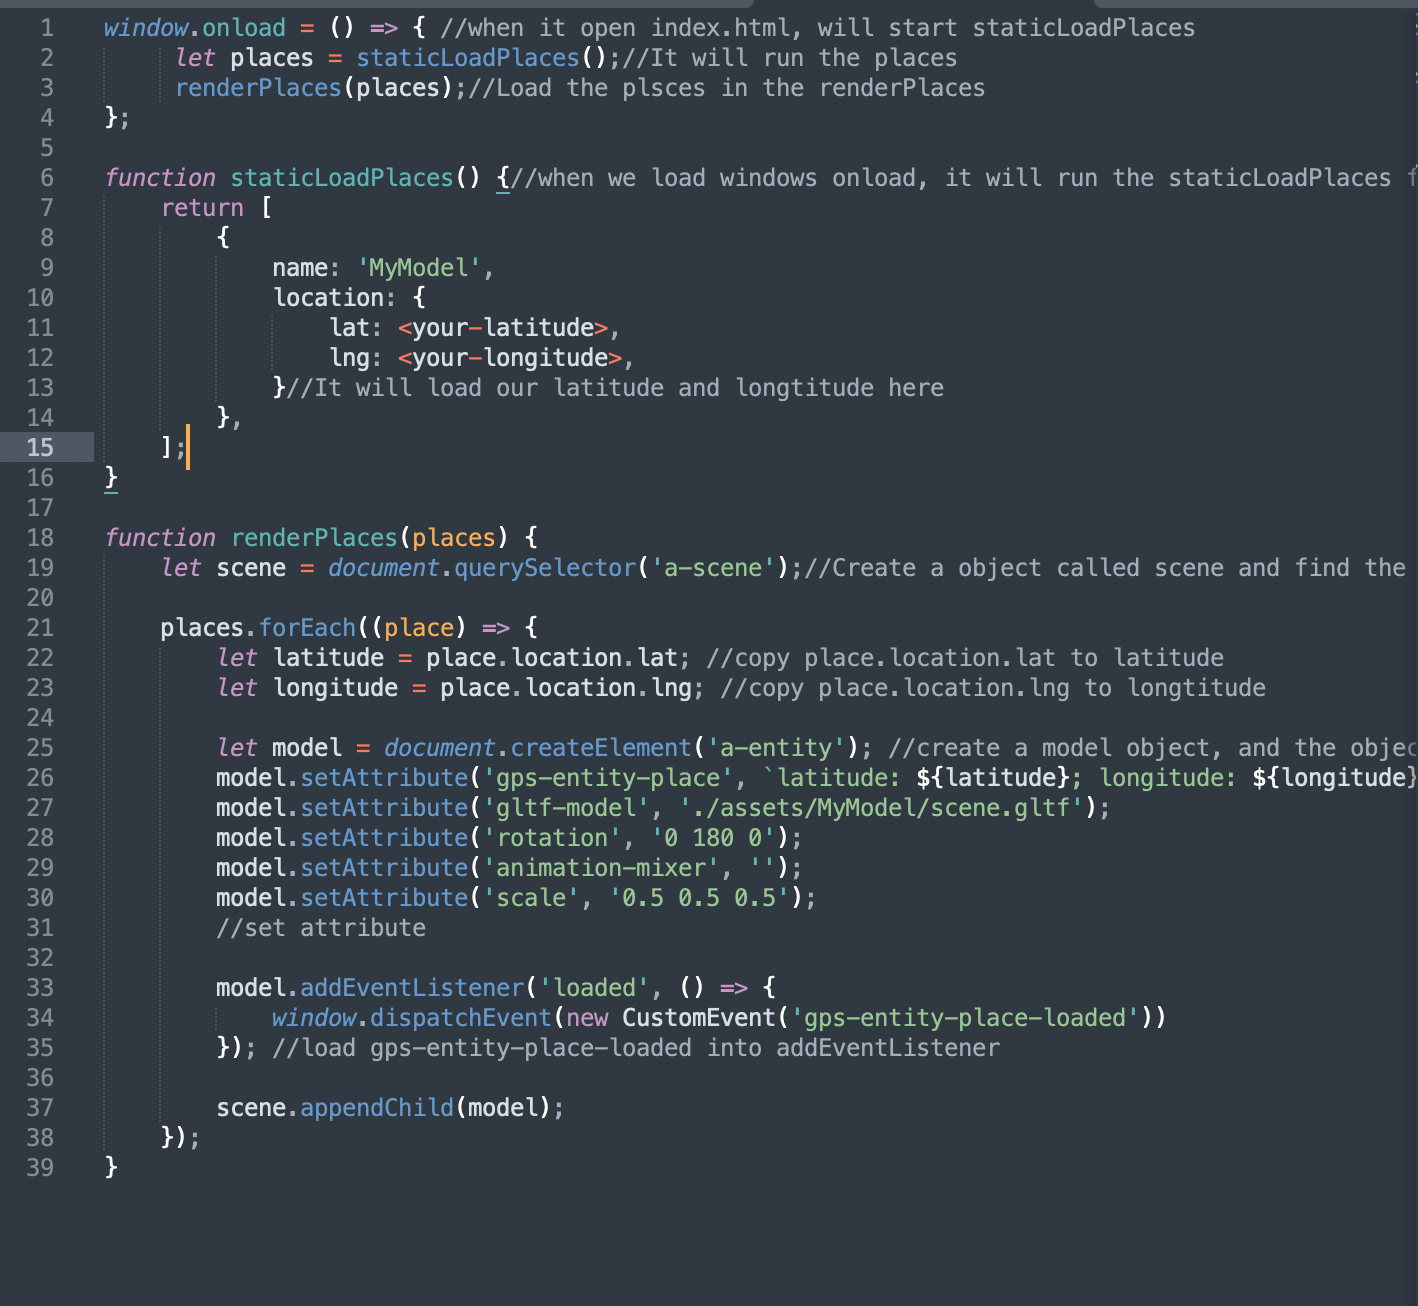 1 window.onload = () => { //when it open index.html, will start staticLoadPlaces
2 let places = staticLoadPlaces();//It will run the places
3 renderPlaces(places);//Load the plsces in the renderPlaces
4 };
5
6 function staticLoadPlaces() {//when we load windows onload, it will run the staticLoadPlaces f
7 return [
8 {
9 name: 'MyModel',
10 location: {
11 lat: <your-latitude>,
12 lng: <your-longitude>,
13 }//It will load our latitude and longtitude here
14 },
15 ];
16 }
17
18 function renderPlaces(places) {
19 let scene = document.querySelector('a-scene');//Create a object called scene and find the
20
21 places.forEach((place) => {
22 let latitude = place.location.lat; //copy place.location.lat to latitude
23 let longitude = place.location.lng; //copy place.location.lng to longtitude
24
25 let model = document.createElement('a-entity'); //create a model object, and the objec
26 model.setAttribute('gps-entity-place', `latitude: ${latitude}; longitude: ${longitude}
27 model.setAttribute('gltf-model', './assets/MyModel/scene.gltf');
28 model.setAttribute('rotation', '0 180 0');
29 model.setAttribute('animation-mixer', '');
30 model.setAttribute('scale', '0.5 0.5 0.5');
31 //set attribute
32
33 model.addEventListener('loaded', () => {
34 window.dispatchEvent(new CustomEvent('gps-entity-place-loaded'))
35 }); //load gps-entity-place-loaded into addEventListener
36
37 scene.appendChild(model);
38 });
39 }